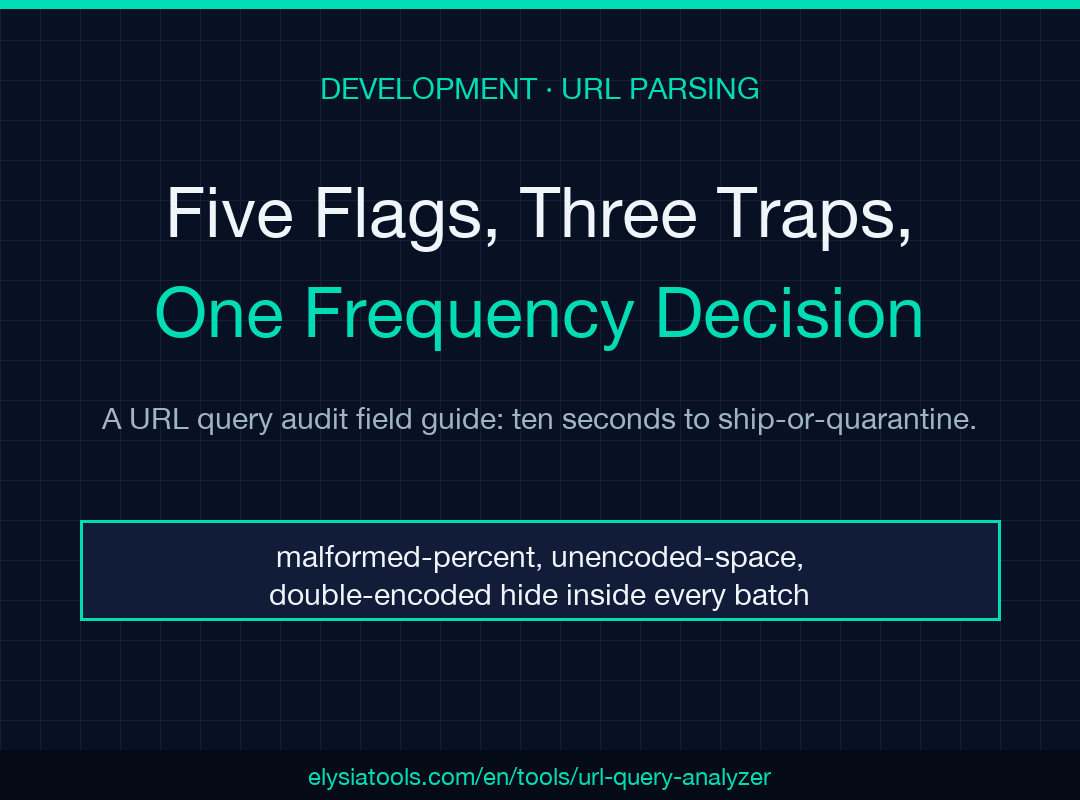 DEVELOPMENT · URL PARSING
Five Flags, Three Traps,
One Frequency Decision
A URL query audit field guide: ten seconds to ship-or-quarantine.
malformed-percent, unencoded-space,
double-encoded hide inside every batch
elysiatools.com/en/tools/url-query-analyzer